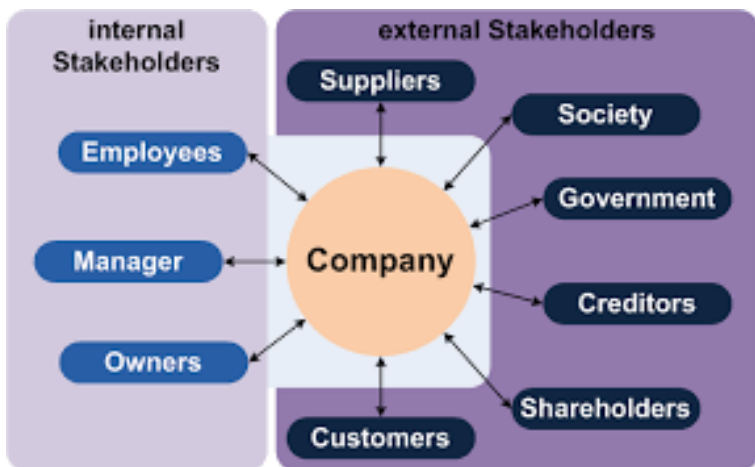 internal
Stakeholders
external Stakeholders
Suppliers
Society
Employees
Government
Manager
Company
Creditors
Owners
Shareholders
Customers